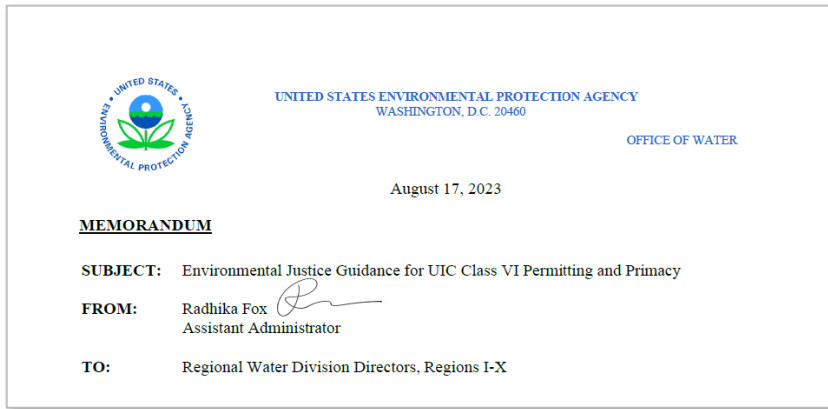 UNITED STATES
ENVIRONMENTAL PROTECTION AGENCY
UNITED STATES ENVIRONMENTAL PROTECTION AGENCY
WASHINGTON, D.C. 20460
OFFICE OF WATER
August 17, 2023
MEMORANDUM
SUBJECT: Environmental Justice Guidance for UIC Class VI Permitting and Primacy
FROM: Radhika Fox
Assistant Administrator
TO: Regional Water Division Directors, Regions I-X